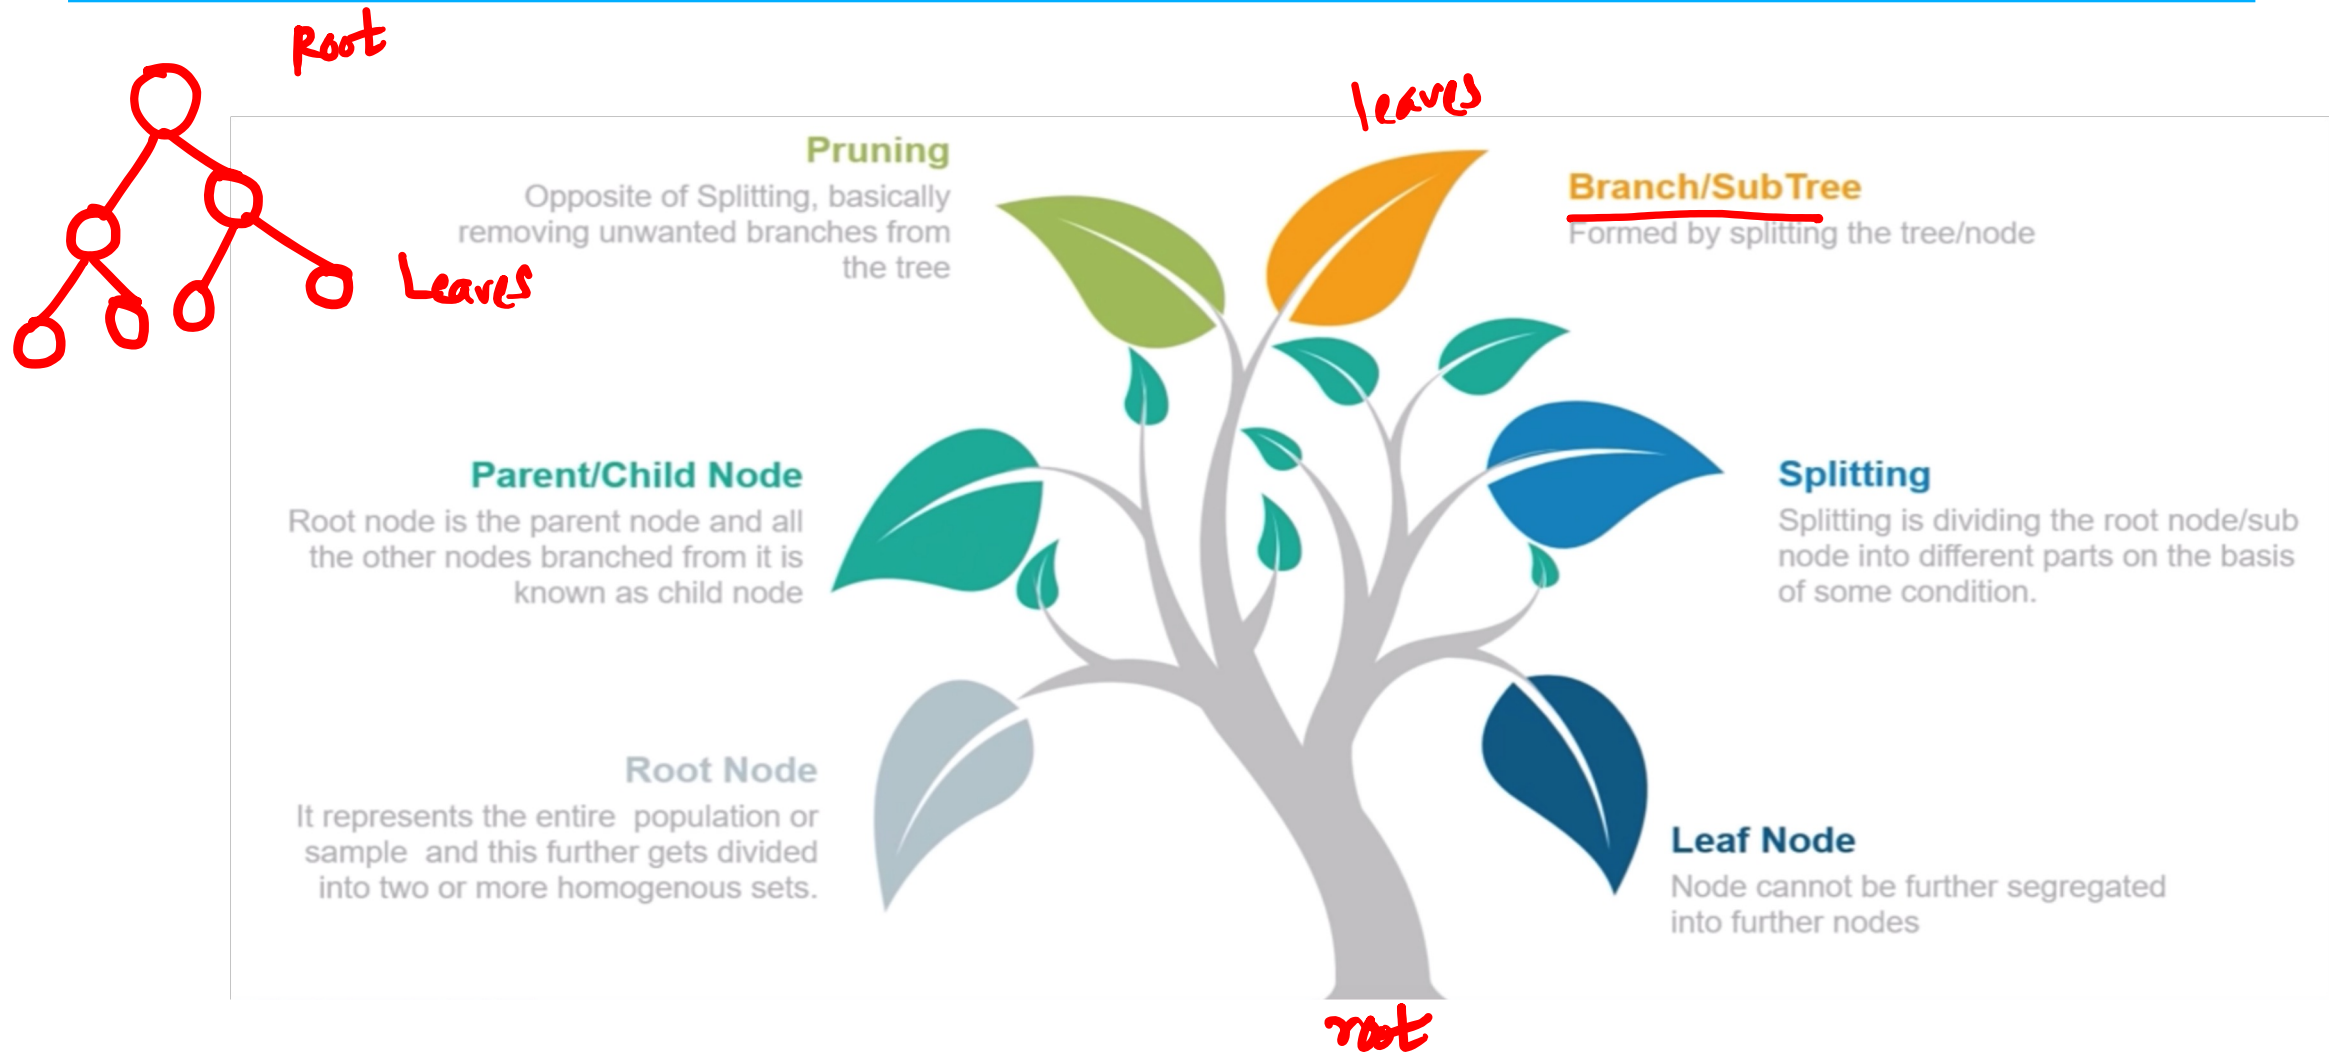 Root
leaves
Pruning
Opposite of Splitting, basically
removing unwanted branches from
the tree
Leaves
Branch/SubTree
Formed by splitting the tree/node
Parent/Child Node
Root node is the parent node and all
the other nodes branched from it is
known as child node
Splitting
Splitting is dividing the root node/sub
node into different parts on the basis
of some condition.
Root Node
It represents the entire population or
sample and this further gets divided
into two or more homogenous sets.
Leaf Node
Node cannot be further segregated
into further nodes
root